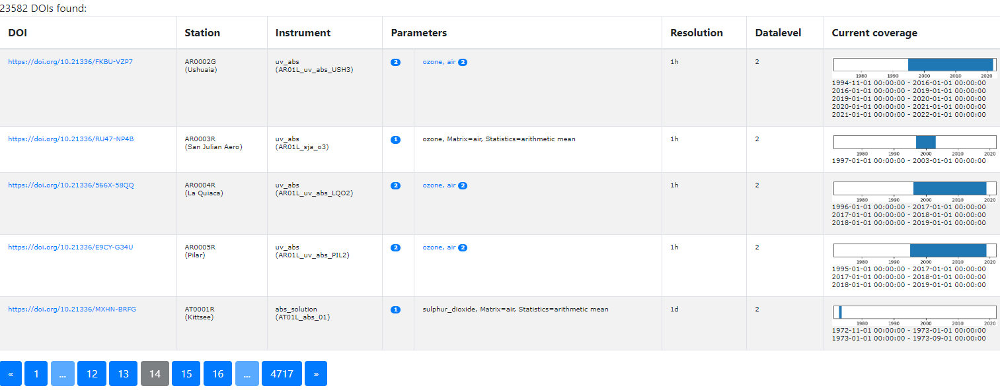 23582 DOIs found:
DOI Station Instrument Parameters Resolution Datalevel Current coverage
https://doi.org/10.21336/FKBU-VZP7 AR0002G uv_abs 2 ozone, air 2 1h 2
(Ushuaia) (AR01L_uv_abs_USH3)
1980 1990 2000 2010 2020
1994-11-01 00:00:00 - 2016-01-01 00:00:00
2016-01-01 00:00:00 - 2019-01-01 00:00:00
2019-01-01 00:00:00 - 2020-01-01 00:00:00
2020-01-01 00:00:00 - 2021-01-01 00:00:00
2021-01-01 00:00:00 - 2022-01-01 00:00:00
https://doi.org/10.21336/RU47-NP4B AR0003R uv_abs 1 ozone, Matrix=air, Statistics=arithmetic mean 1h 2
(San Julian Aero) (AR01L_sja_o3)
1980 1990 2000 2010 2020
1997-01-01 00:00:00 - 2003-01-01 00:00:00
https://doi.org/10.21336/566X-58QQ AR0004R uv_abs 2 ozone, air 2 1h 2
(La Quiaca) (AR01L_uv_abs_LQO2)
1980 1990 2000 2010 2020
1996-01-01 00:00:00 - 2017-01-01 00:00:00
2017-01-01 00:00:00 - 2018-01-01 00:00:00
2018-01-01 00:00:00 - 2019-01-01 00:00:00
https://doi.org/10.21336/E9CY-G34U AR0005R uv_abs 2 ozone, air 2 1h 2
(Pilar) (AR01L_uv_abs_PIL2)
1980 1990 2000 2010 2020
1995-01-01 00:00:00 - 2017-01-01 00:00:00
2017-01-01 00:00:00 - 2018-01-01 00:00:00
2018-01-01 00:00:00 - 2019-01-01 00:00:00
https://doi.org/10.21336/MXHN-BRFG AT0001R abs_solution 1 sulphur_dioxide, Matrix=air, Statistics=arithmetic mean 1d 2
(Kittsee) (AT01L_abs_01)
1980 1990 2000 2010 2020
1972-11-01 00:00:00 - 1973-01-01 00:00:00
1973-01-01 00:00:00 - 1973-09-01 00:00:00
« 1 ... 12 13 14 15 16 ... 4717 »